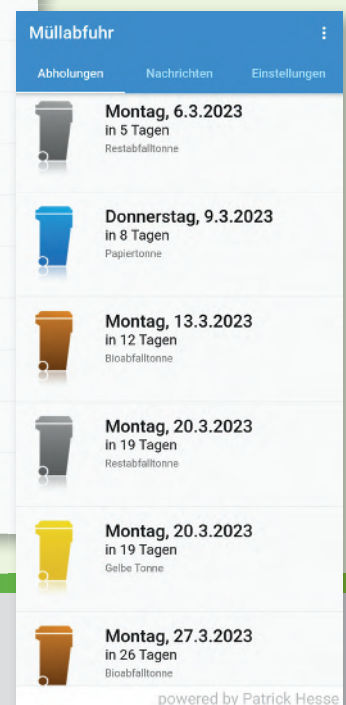 Müllabfuhr
Abholungen Nachrichten Einstellungen
Montag, 6.3.2023
in 5 Tagen
Restabfalltonne
Donnerstag, 9.3.2023
in 8 Tagen
Papiertonne
Montag, 13.3.2023
in 12 Tagen
Bioabfalltonne
Montag, 20.3.2023
in 19 Tagen
Restabfalltonne
Montag, 20.3.2023
in 19 Tagen
Gelbe Tonne
Montag, 27.3.2023
in 26 Tagen
Bioabfalltonne
powered by Patrick Hesse